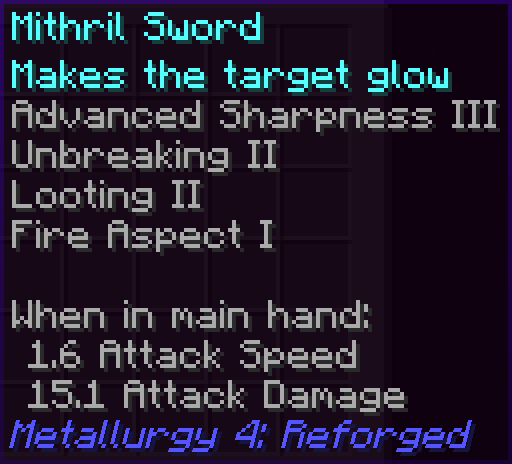 Mithril Sword
Makes the target glow
Advanced Sharpness III
Unbreaking II
Looting II
Fire Aspect I
When in main hand:
1.6 Attack Speed
15.1 Attack Damage
Metallurgy 4: Reforged